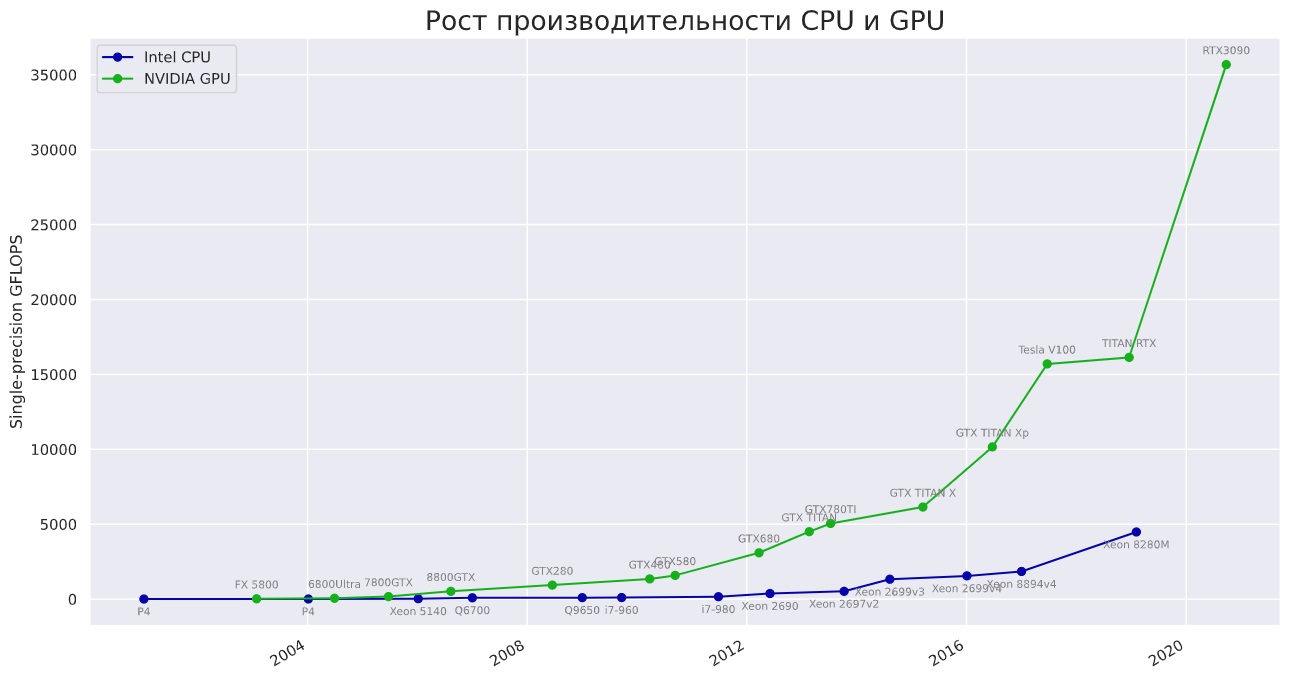 Рост производительности CPU и GPU
Intel CPU
NVIDIA GPU
Single-precision GFLOPS
35000
30000
25000
20000
15000
10000
5000
0
RTX3090
TITAN RTX
Tesla V100
GTX TITAN Xp
GTX TITAN X
GTX780TI
GTX TITAN
GTX680
GTX580
GTX480
GTX280
8800GTX
7800GTX
6800Ultra
FX 5800
P4
P4
Xeon 5140
Q6700
Q9650
i7-960
i7-980
Xeon 2690
Xeon 2697v2
Xeon 2699v3
Xeon 2699v4
Xeon 8894v4
Xeon 8280M
2004
2008
2012
2016
2020